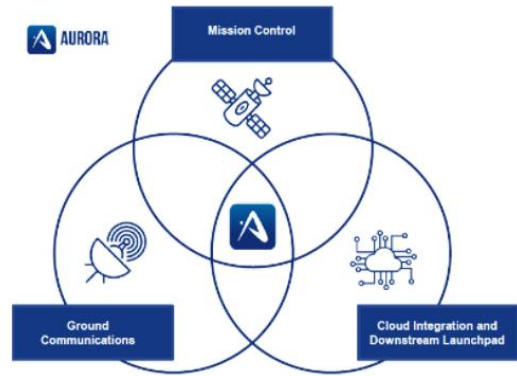 AURORA
Mission Control
Ground
Communications
Cloud Integration and
Downstream Launchpad